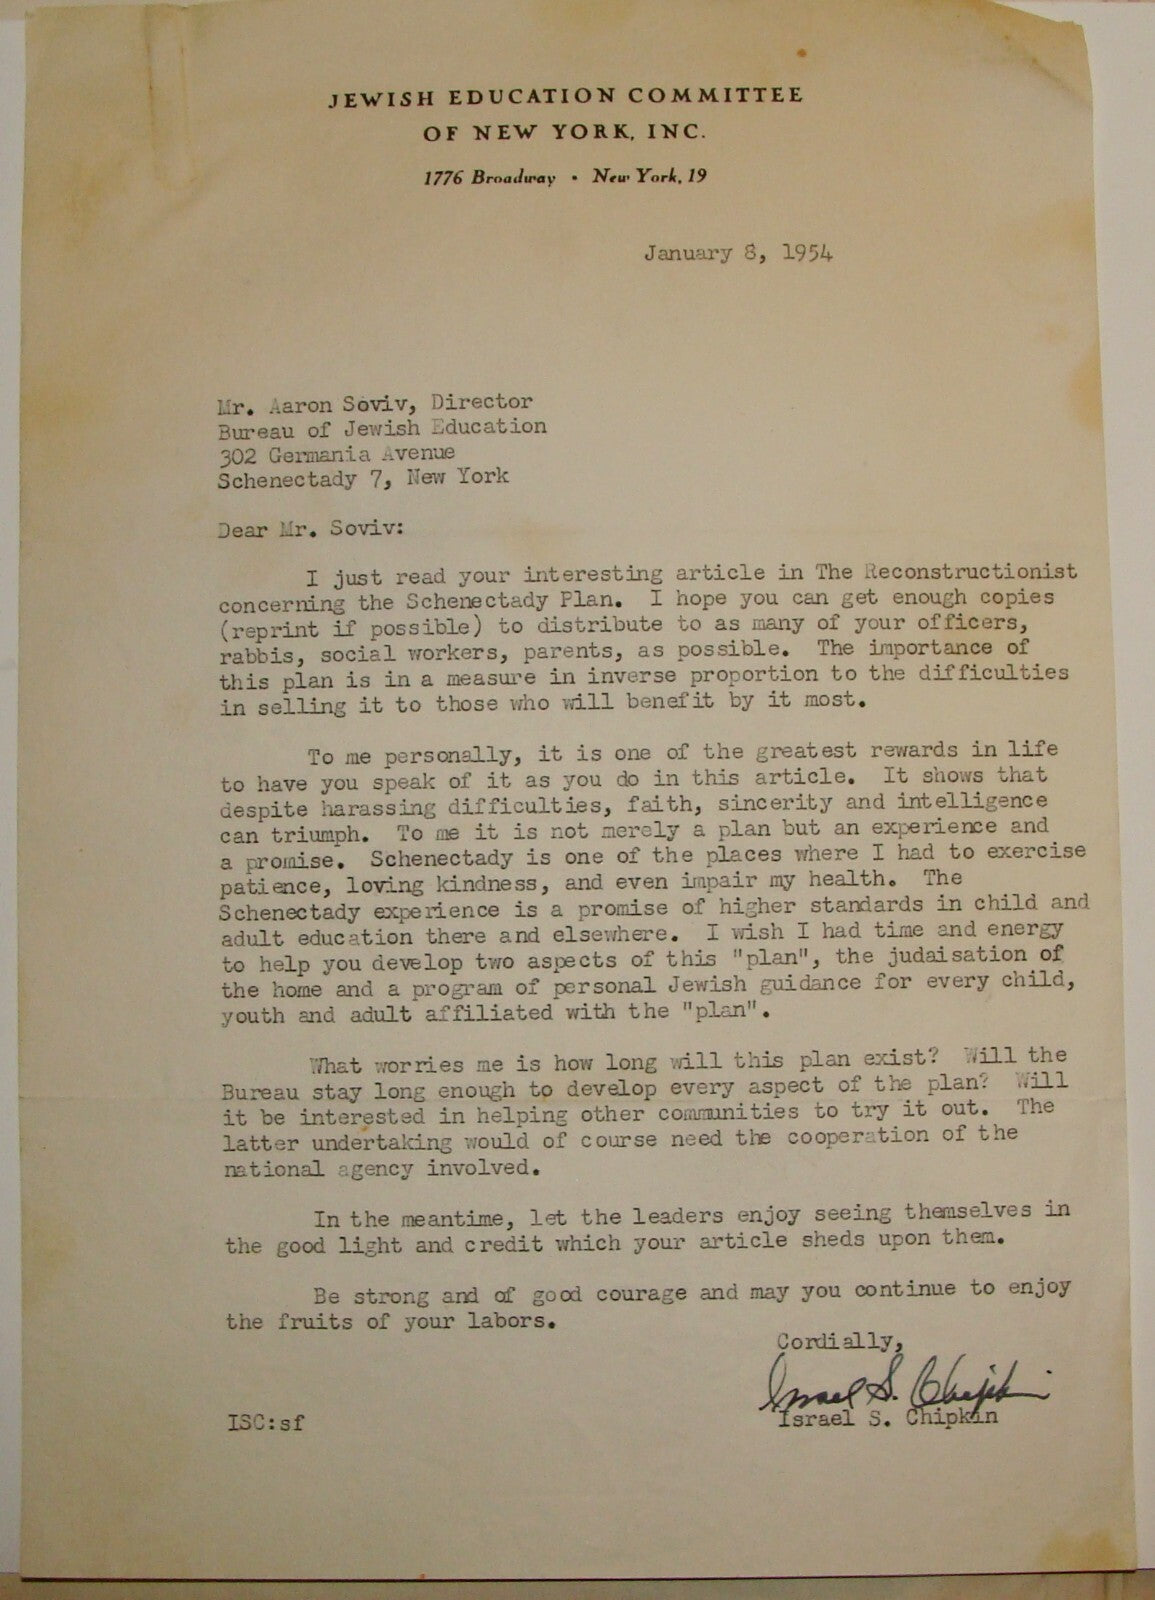 JEWISH EDUCATION COMMITTEE
OF NEW YORK, INC.
1776 Broadway • New York, 19
January 8, 1954
Mr. Aaron Soviv, Director
Bureau of Jewish Education
302 Germania Avenue
Schenectady 7, New York
Dear Mr. Soviv:
I just read your interesting article in The Reconstructionist
concerning the Schenectady Plan. I hope you can get enough copies
(reprint if possible) to distribute to as many of your officers,
rabbis, social workers, parents, as possible. The importance of
this plan is in a measure in inverse proportion to the difficulties
in selling it to those who will benefit by it most.
To me personally, it is one of the greatest rewards in life
to have you speak of it as you do in this article. It shows that
despite harassing difficulties, faith, sincerity and intelligence
can triumph. To me it is not merely a plan but an experience and
a promise. Schenectady is one of the places where I had to exercise
patience, loving kindness, and even impair my health. The
Schenectady experience is a promise of higher standards in child and
adult education there and elsewhere. I wish I had time and energy
to help you develop two aspects of this "plan", the judaisation of
the home and a program of personal Jewish guidance for every child,
youth and adult affiliated with the "plan".
What worries me is how long will this plan exist? Will the
Bureau stay long enough to develop every aspect of the plan? Will
it be interested in helping other communities to try it out. The
latter undertaking would of course need the cooperation of the
national agency involved.
In the meantime, let the leaders enjoy seeing themselves in
the good light and credit which your article sheds upon them.
Be strong and of good courage and may you continue to enjoy
the fruits of your labors.
Cordially,
Israel S. Chipkin
Israel S. Chipkin
ISC:sf